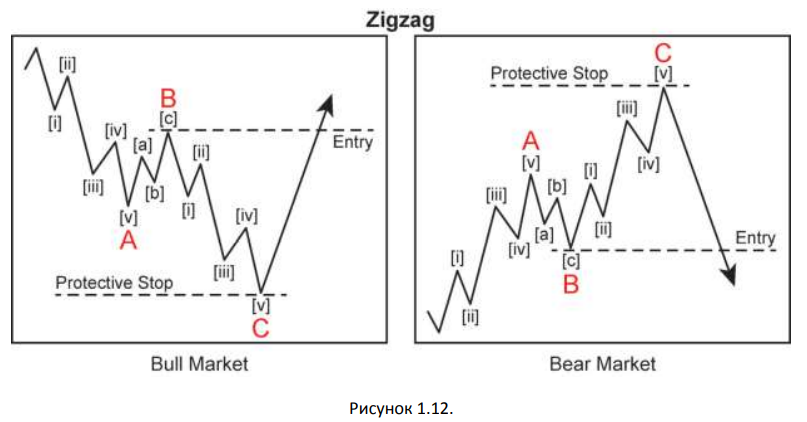 Zigzag
[ii]
[i]
[iv]
[iii]
[v]
A
[a]
[b]
B
[c]
Entry
[ii]
[i]
[iv]
[iii]
Protective Stop
[v]
C
Bull Market
C
Protective Stop
[v]
[iii]
[iv]
A
[v]
[iii]
[iv]
[b]
[a]
[i]
[ii]
Entry
[c]
B
[i]
[ii]
Bear Market
Рисунок 1.12.